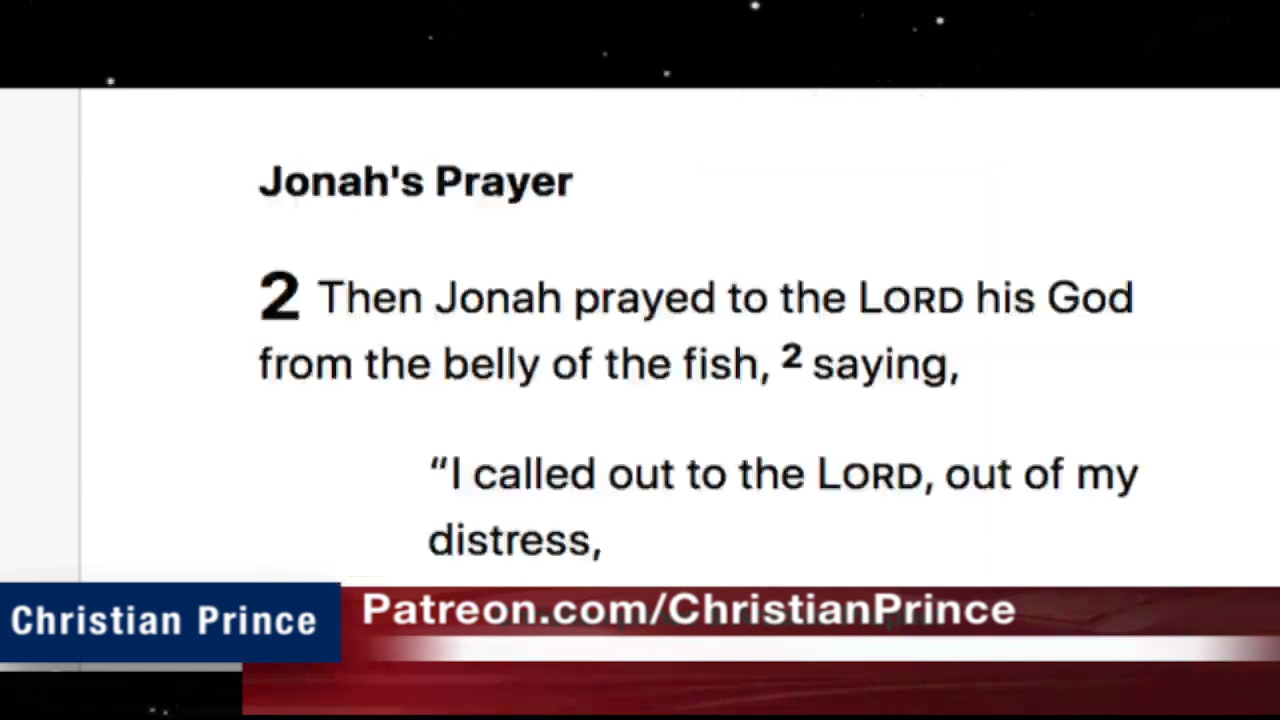 Jonah's Prayer
2 Then Jonah prayed to the LORD his God
from the belly of the fish, 2 saying,
“I called out to the LORD, out of my
distress,
Christian Prince
Patreon.com/ChristianPrince